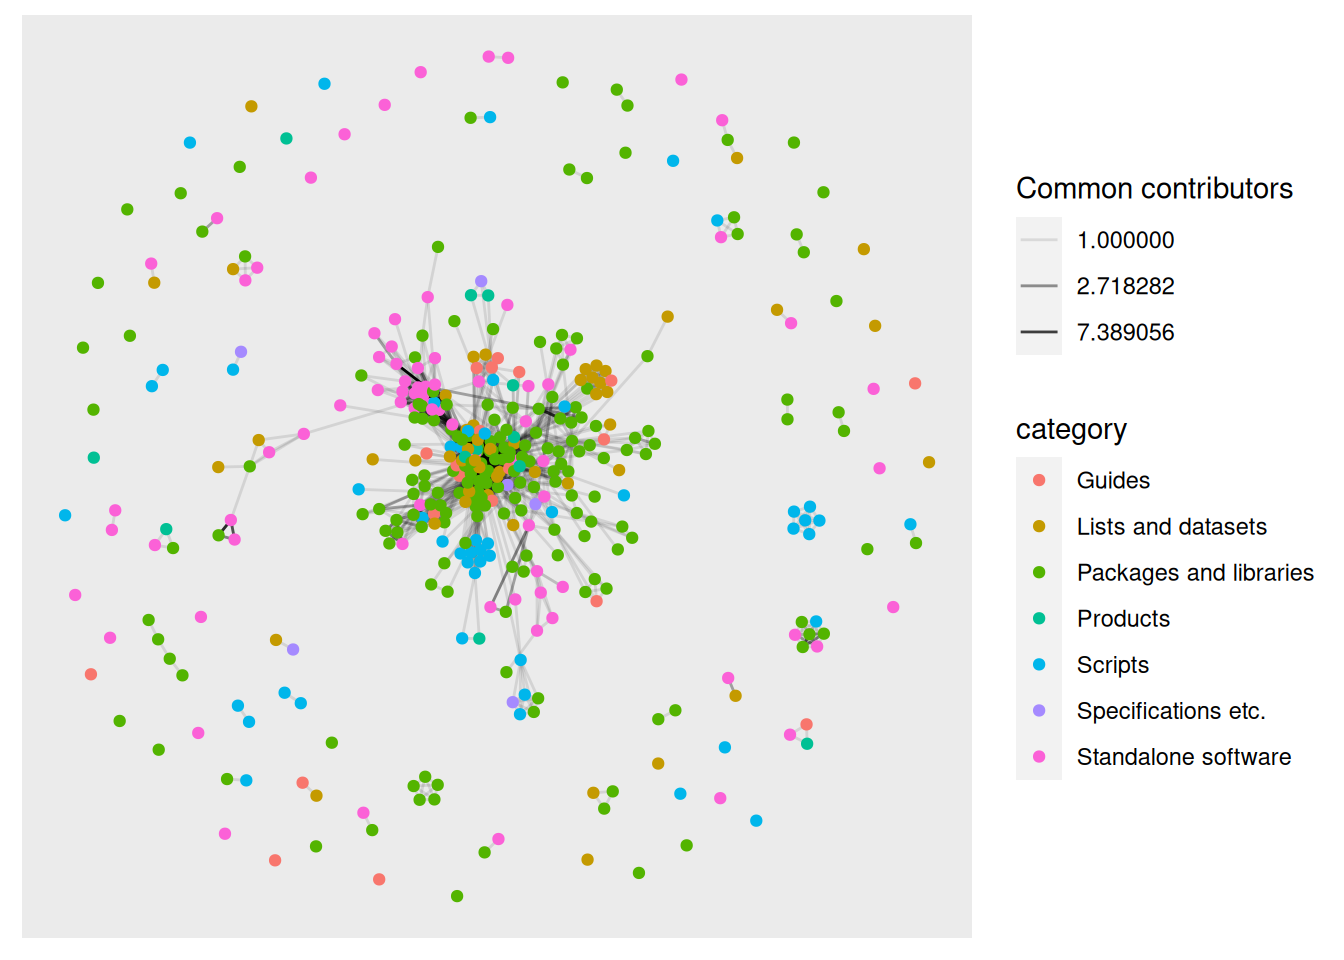 Common contributors
1.000000
2.718282
7.389056
category
Guides
Lists and datasets
Packages and libraries
Products
Scripts
Specifications etc.
Standalone software